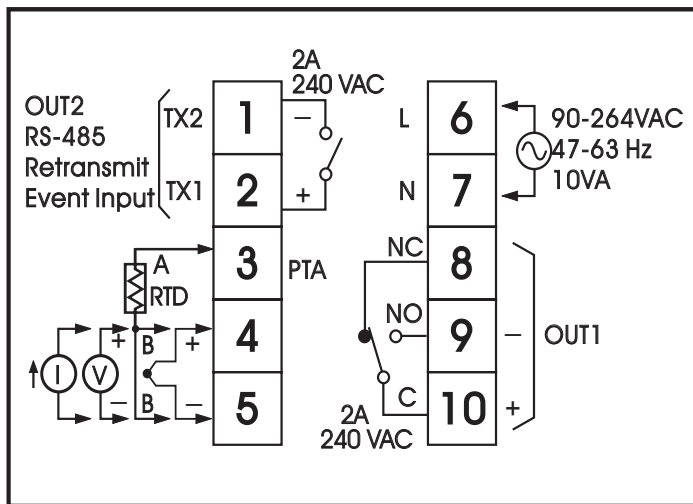 2A
240 VAC
OUT2
RS-485
Retransmit
Event Input
TX2
TX1
1
−
2
+
3
PTA
A
RTD
4
B
+
+
I
V
5
B
−
−
L
6
N
7
90-264VAC
47-63 Hz
10VA
NC
8
NO
9
−
OUT1
C
10
+
2A
240 VAC